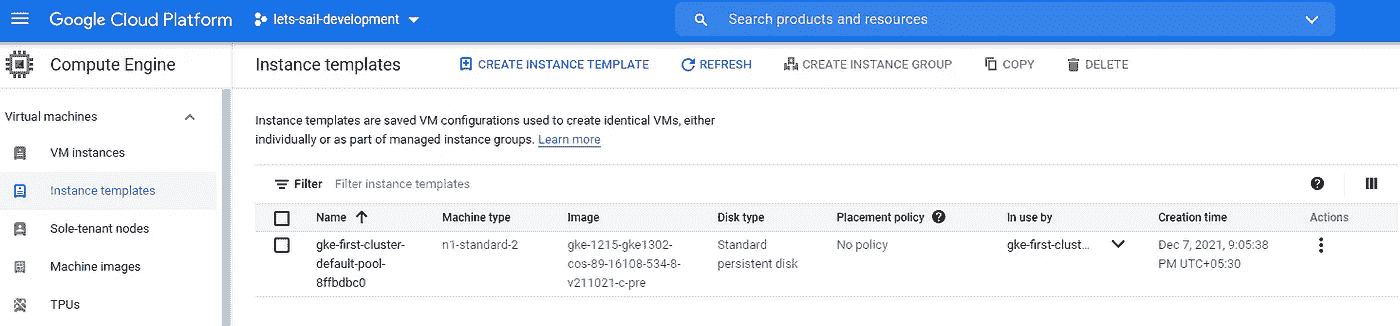 Google Cloud Platform
lets-sail-development
Search products and resources
Compute Engine
Instance templates
CREATE INSTANCE TEMPLATE
REFRESH
CREATE INSTANCE GROUP
COPY
DELETE
Virtual machines
VM instances
Instance templates
Sole-tenant nodes
Machine images
TPUs
Instance templates are saved VM configurations used to create identical VMs, either
individually or as part of managed instance groups. Learn more
Filter Filter instance templates
Name Machine type Image Disk type Placement policy In use by Creation time Actions
gke-first-cluster-
default-pool-
8ffbdbc0
n1-standard-2
gke-1215-gke1302-
cos-89-16108-534-8-
v211021-c-pre
Standard
persistent disk
No policy
gke-first-clust...
Dec 7, 2021, 9:05:38
PM UTC+05:30